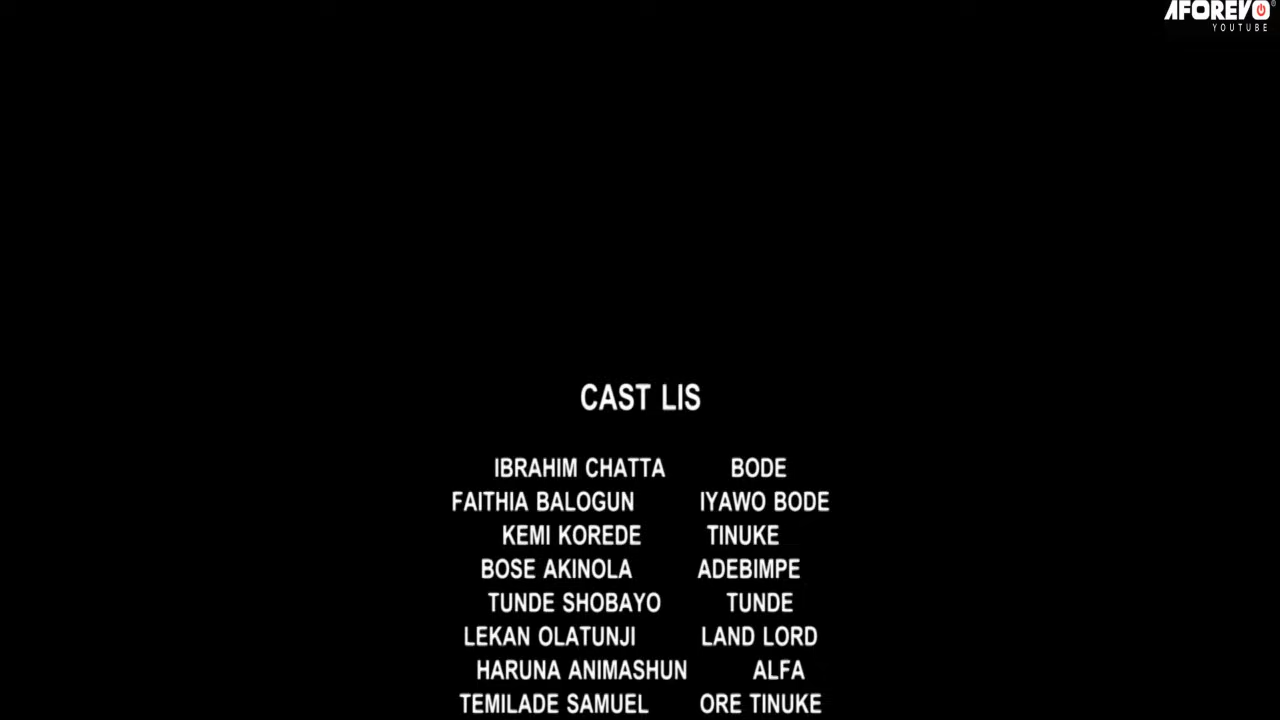 AFOREVO
YOUTUBE
CAST LIS
IBRAHIM CHATTA BODE
FAITHIA BALOGUN IYAWO BODE
KEMI KOREDE TINUKE
BOSE AKINOLA ADEBIMPE
TUNDE SHOBAYO TUNDE
LEKAN OLATUNJI LAND LORD
HARUNA ANIMASHUN ALFA
TEMILADE SAMUEL ORE TINUKE